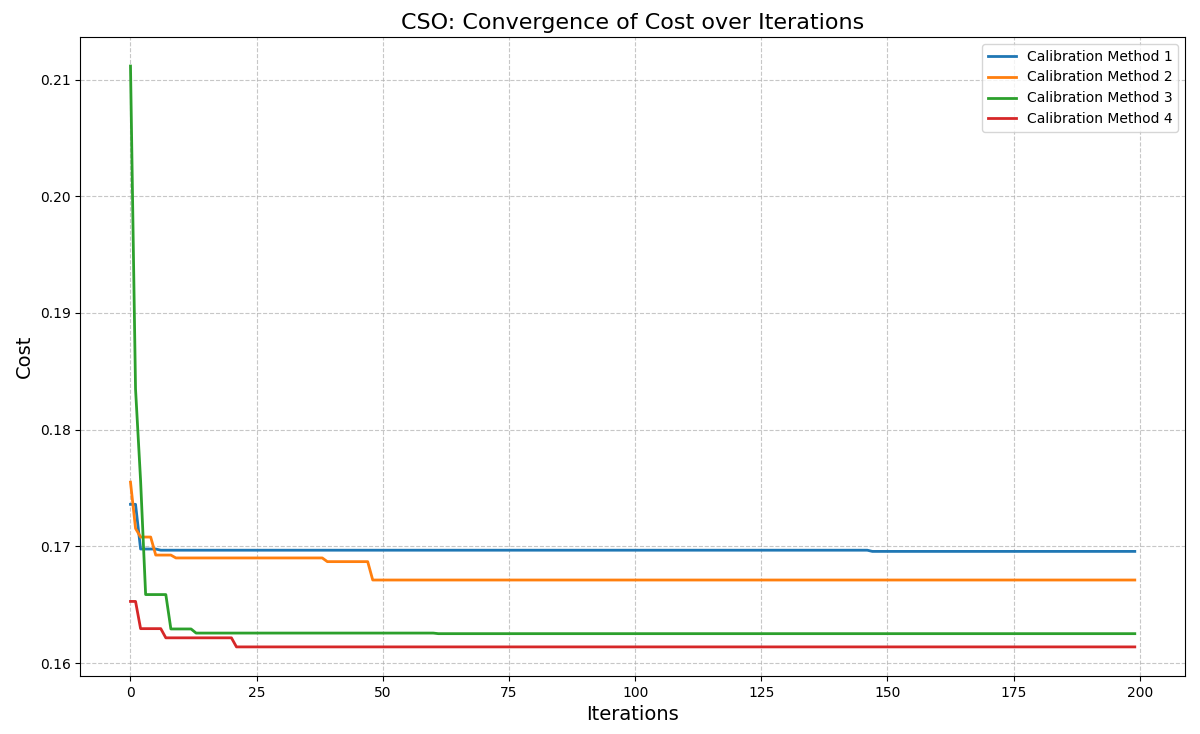 CSO: Convergence of Cost over Iterations
Calibration Method 1
Calibration Method 2
Calibration Method 3
Calibration Method 4
Cost
0.21
0.20
0.19
0.18
0.17
0.16
0 25 50 75 100 125 150 175 200
Iterations